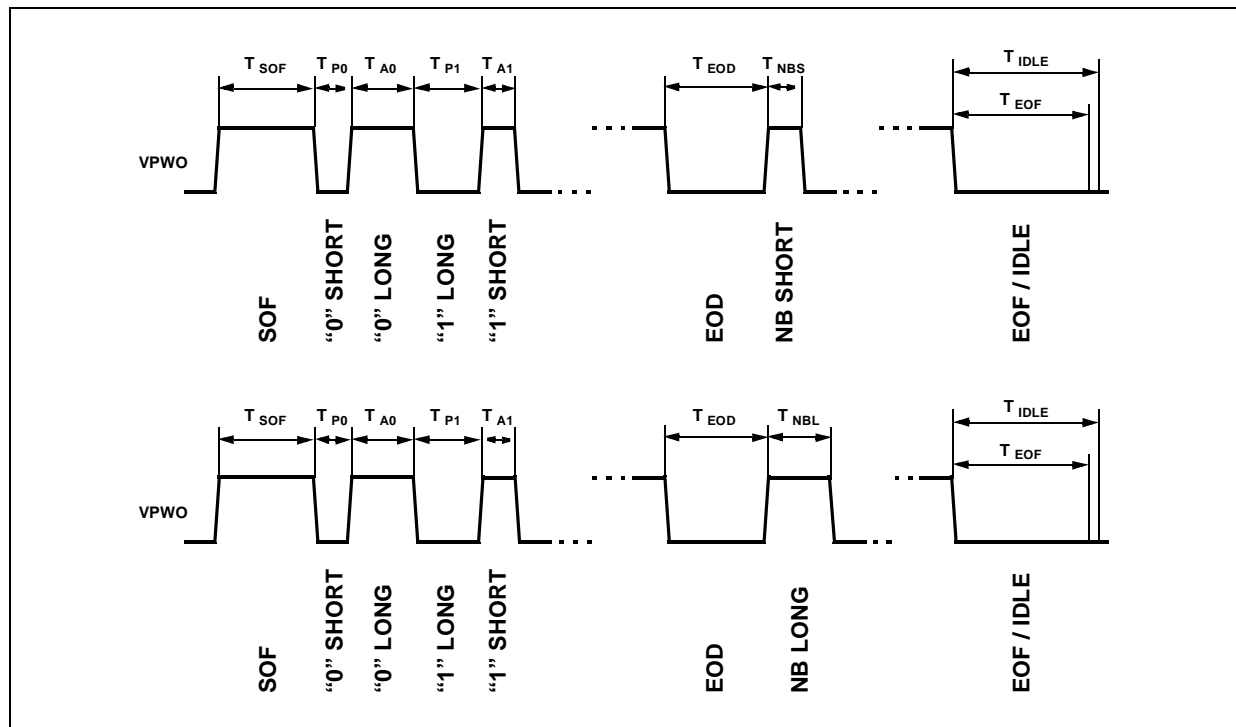 T IDLE
T SOF T P0 T A0 T P1 T A1 T EOD T NBS
T EOF
VPWO
SOF
“0” SHORT
“0” LONG
“1” LONG
“1” SHORT
EOD
NB SHORT
EOF / IDLE
T IDLE
T SOF T P0 T A0 T P1 T A1 T EOD T NBL
T EOF
VPWO
SOF
“0” SHORT
“0” LONG
“1” LONG
“1” SHORT
EOD
NB LONG
EOF / IDLE